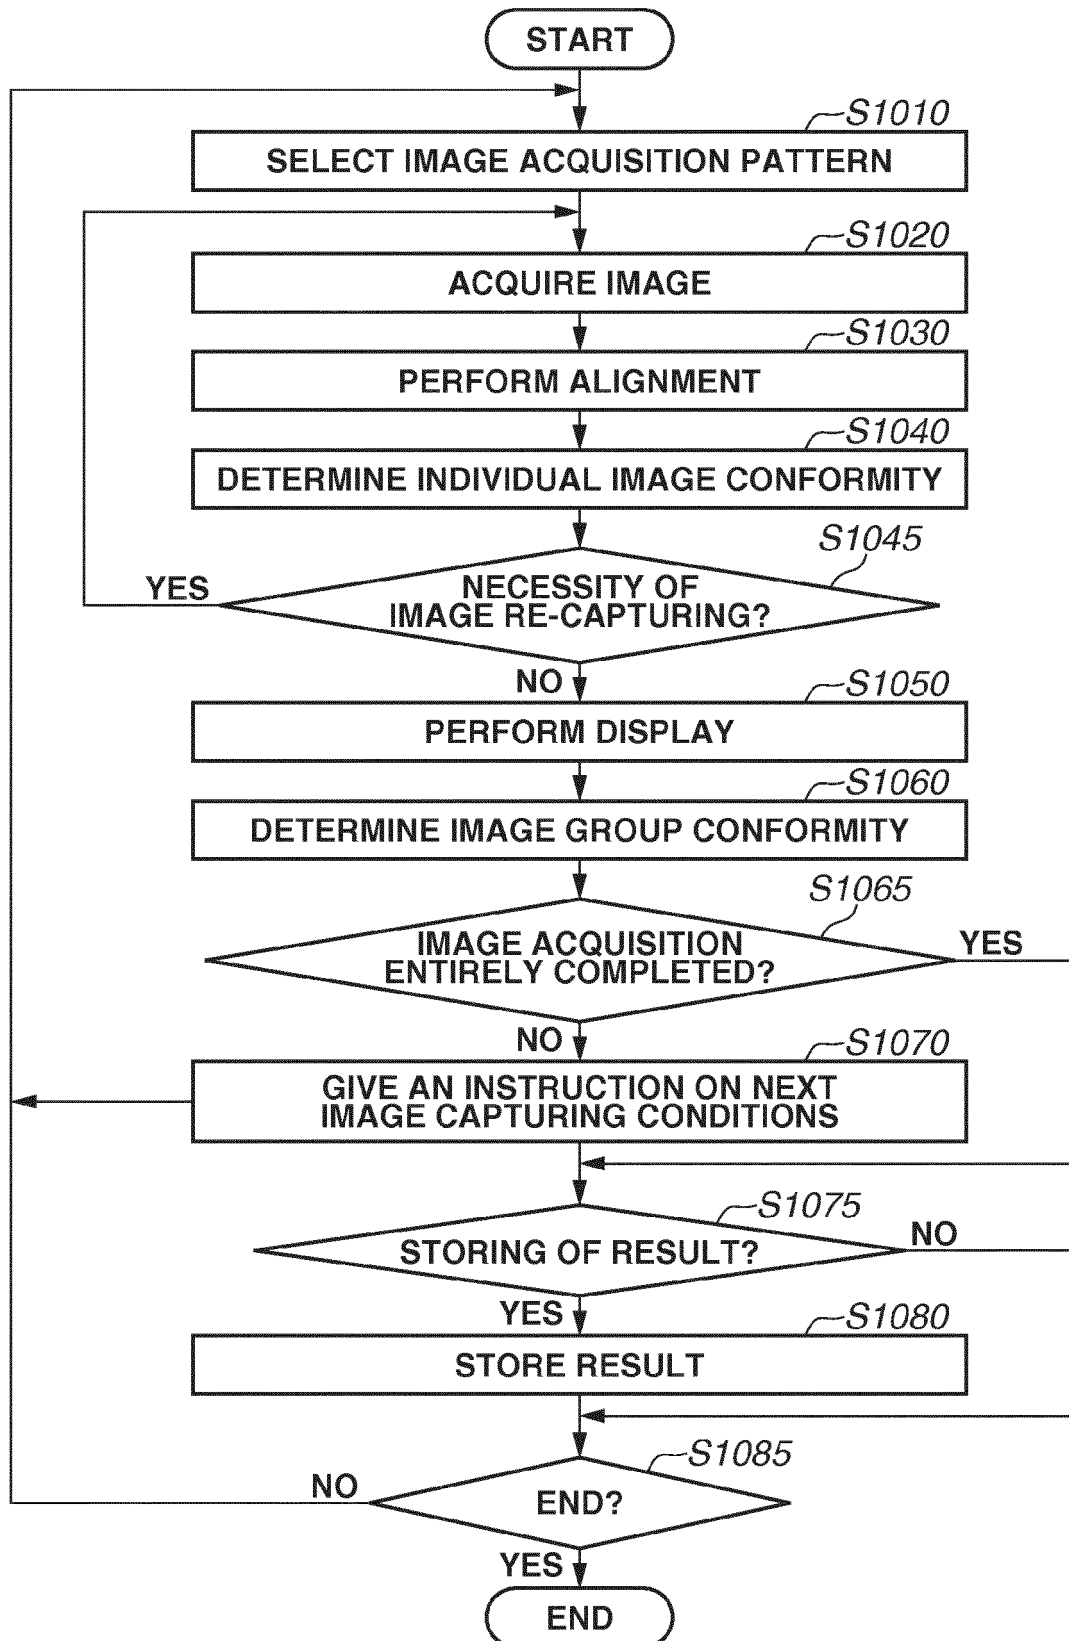 START
S1010
SELECT IMAGE ACQUISITION PATTERN
S1020
ACQUIRE IMAGE
S1030
PERFORM ALIGNMENT
S1040
DETERMINE INDIVIDUAL IMAGE CONFORMITY
S1045
YES
NECESSITY OF
IMAGE RE-CAPTURING?
NO
S1050
PERFORM DISPLAY
S1060
DETERMINE IMAGE GROUP CONFORMITY
S1065
IMAGE ACQUISITION
ENTIRELY COMPLETED?
YES
NO
S1070
GIVE AN INSTRUCTION ON NEXT
IMAGE CAPTURING CONDITIONS
S1075
STORING OF RESULT?
NO
YES
S1080
STORE RESULT
S1085
NO
END?
YES
END